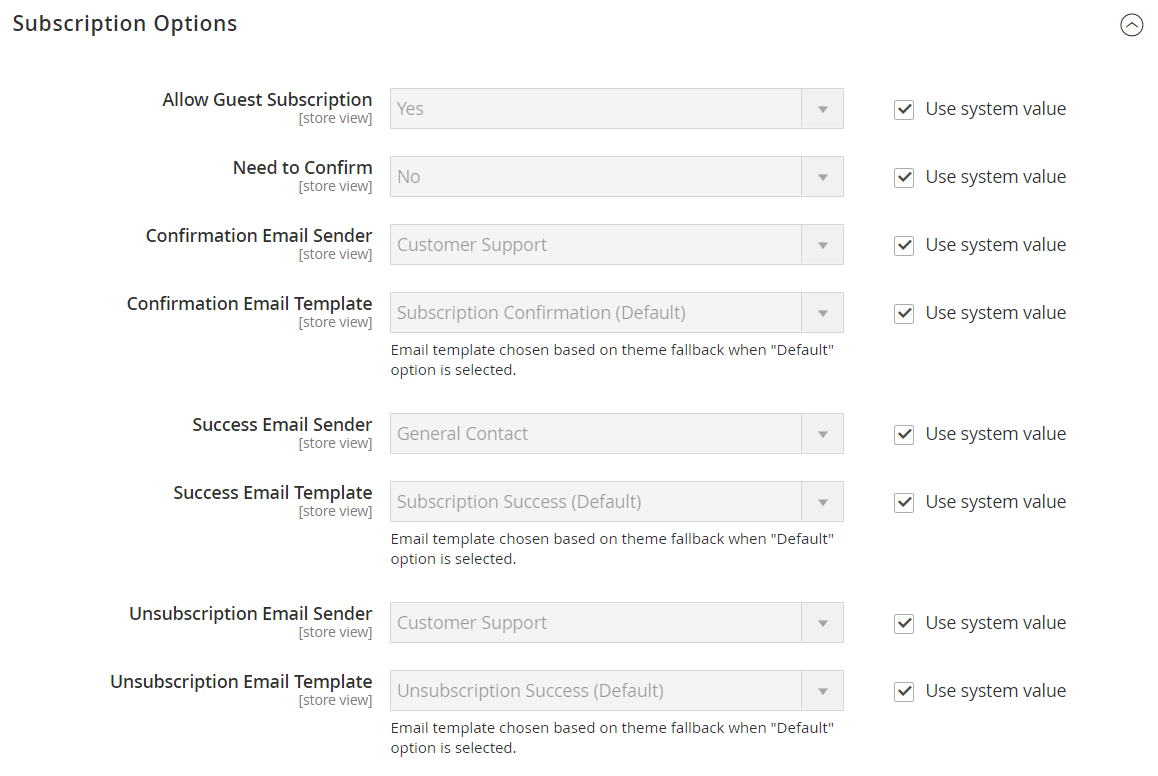 Subscription Options
Allow Guest Subscription
[store view]
Yes
Use system value
Need to Confirm
[store view]
No
Use system value
Confirmation Email Sender
[store view]
Customer Support
Use system value
Confirmation Email Template
[store view]
Subscription Confirmation (Default)
Use system value
Email template chosen based on theme fallback when "Default"
option is selected.
Success Email Sender
[store view]
General Contact
Use system value
Success Email Template
[store view]
Subscription Success (Default)
Use system value
Email template chosen based on theme fallback when "Default"
option is selected.
Unsubscription Email Sender
[store view]
Customer Support
Use system value
Unsubscription Email Template
[store view]
Unsubscription Success (Default)
Use system value
Email template chosen based on theme fallback when "Default"
option is selected.